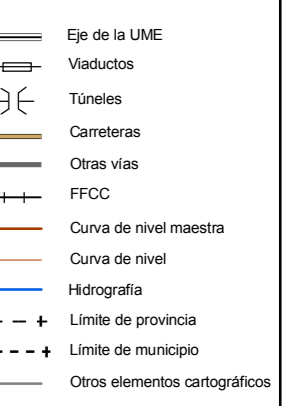 Eje de la UME
Viaductos
Túneles
Carreteras
Otras vías
FFCC
Curva de nivel maestra
Curva de nivel
Hidrografía
Límite de provincia
Límite de municipio
Otros elementos cartográficos